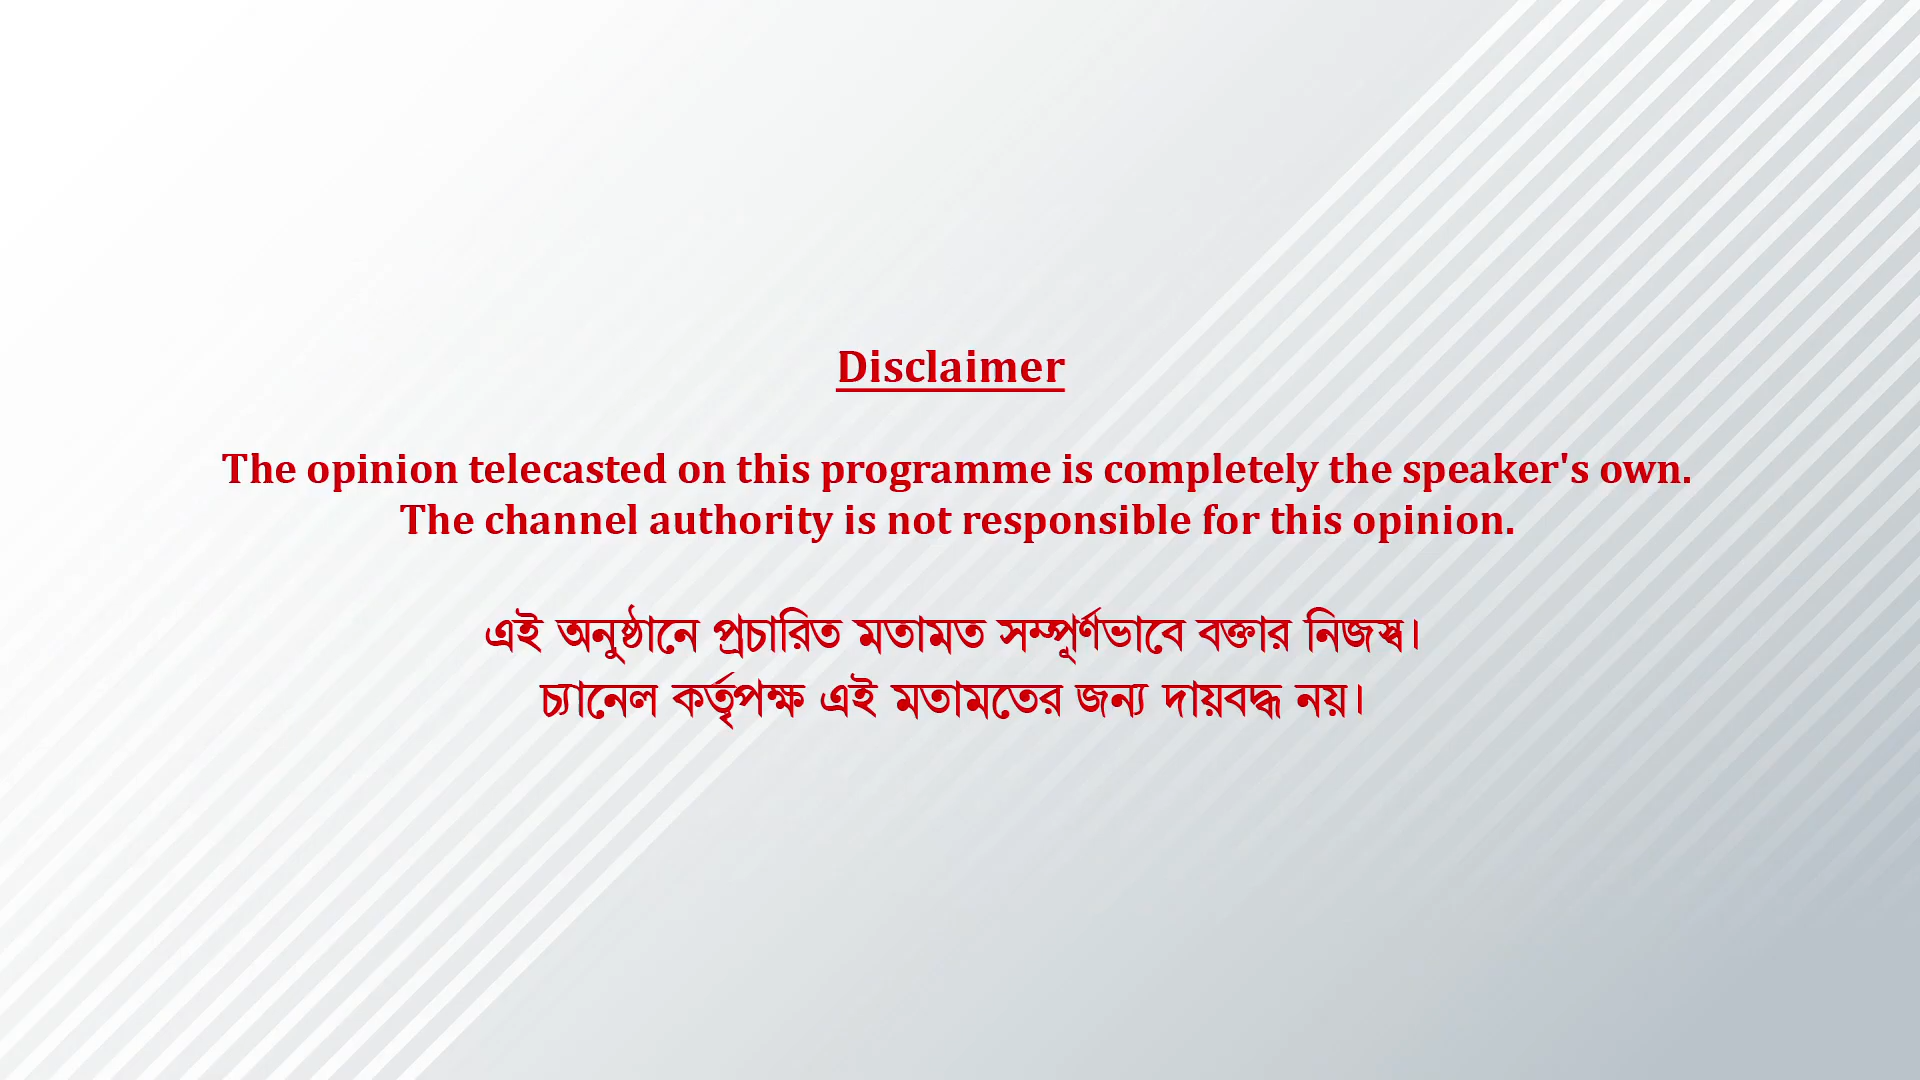 Disclaimer
The opinion telecasted on this programme is completely the speaker's own.
The channel authority is not responsible for this opinion.
এই অনুষ্ঠানে প্রচারিত মতামত সম্পূর্ণভাবে বক্তার নিজস্ব।
চ্যানেল কর্তৃপক্ষ এই মতামতের জন্য দায়বদ্ধ নয়।